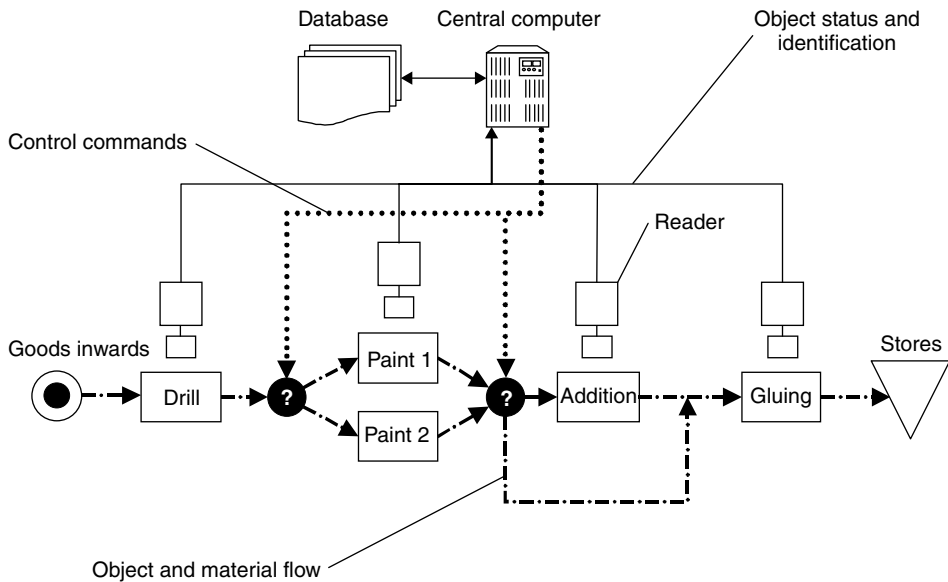 Database
Central computer
Object status and
identification
Control commands
Reader
Goods inwards
Stores
Drill
?
Paint 1
Paint 2
?
Addition
Gluing
Object and material flow